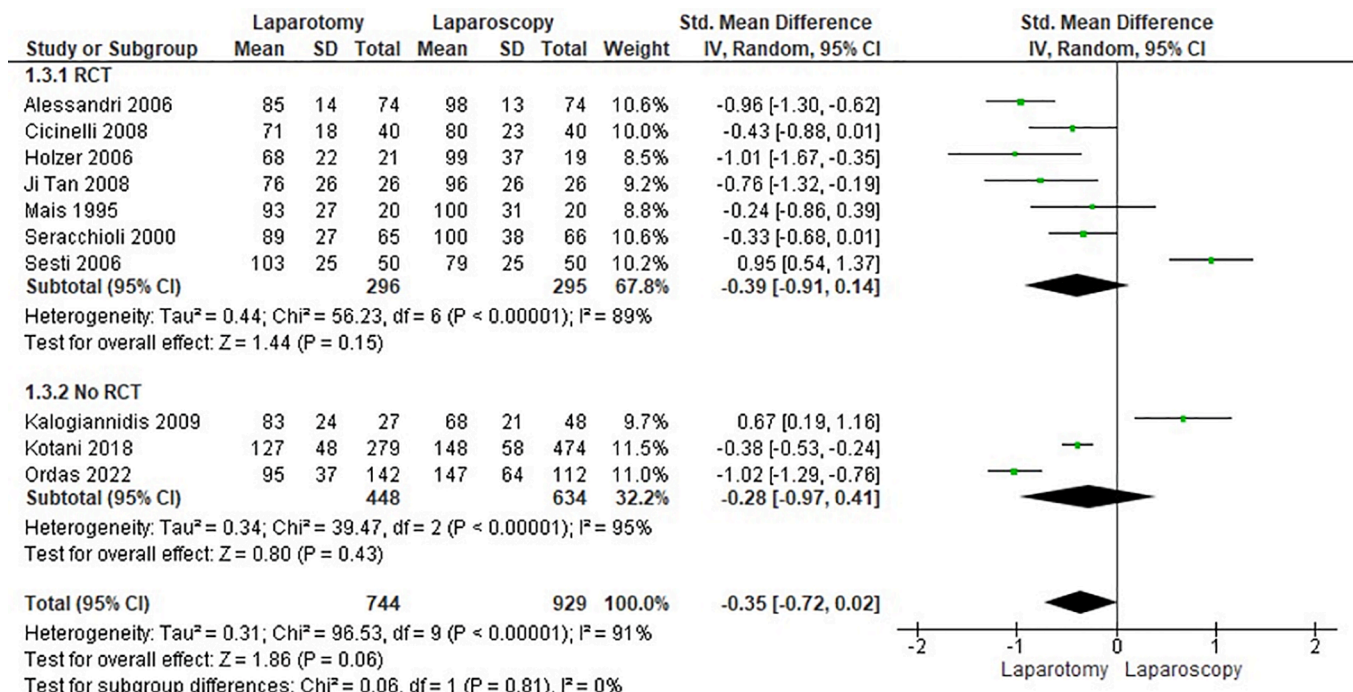 Laparotomy Laparoscopy Std. Mean Difference Std. Mean Difference
Study or Subgroup Mean SD Total Mean SD Total Weight IV, Random, 95% CI IV, Random, 95% CI
1.3.1 RCT
Alessandri 2006 85 14 74 98 13 74 10.6% -0.96 [-1.30, -0.62]
Cicinelli 2008 71 18 40 80 23 40 10.0% -0.43 [-0.88, 0.01]
Holzer 2006 68 22 21 99 37 19 8.5% -1.01 [-1.67, -0.35]
Ji Tan 2008 76 26 26 96 26 26 9.2% -0.76 [-1.32, -0.19]
Mais 1995 93 27 20 100 31 20 8.8% -0.24 [-0.86, 0.39]
Seracchioli 2000 89 27 65 100 38 66 10.6% -0.33 [-0.68, 0.01]
Sesti 2006 103 25 50 79 25 50 10.2% 0.95 [0.54, 1.37]
Subtotal (95% CI) 296 295 67.8% -0.39 [-0.91, 0.14]
Heterogeneity: Tau² = 0.44; Chi² = 56.23, df = 6 (P < 0.00001); I² = 89%
Test for overall effect: Z = 1.44 (P = 0.15)
1.3.2 No RCT
Kalogiannidis 2009 83 24 27 68 21 48 9.7% 0.67 [0.19, 1.16]
Kotani 2018 127 48 279 148 58 474 11.5% -0.38 [-0.53, -0.24]
Ordas 2022 95 37 142 147 64 112 11.0% -1.02 [-1.29, -0.76]
Subtotal (95% CI) 448 634 32.2% -0.28 [-0.97, 0.41]
Heterogeneity: Tau² = 0.34; Chi² = 39.47, df = 2 (P < 0.00001); I² = 95%
Test for overall effect: Z = 0.80 (P = 0.43)
Total (95% CI) 744 929 100.0% -0.35 [-0.72, 0.02]
Heterogeneity: Tau² = 0.31; Chi² = 96.53, df = 9 (P < 0.00001); I² = 91%
Test for overall effect: Z = 1.86 (P = 0.06)
Test for subgroup differences: Chi² = 0.06, df = 1 (P = 0.81), I² = 0%
-2 -1 0 1 2
Laparotomy Laparoscopy